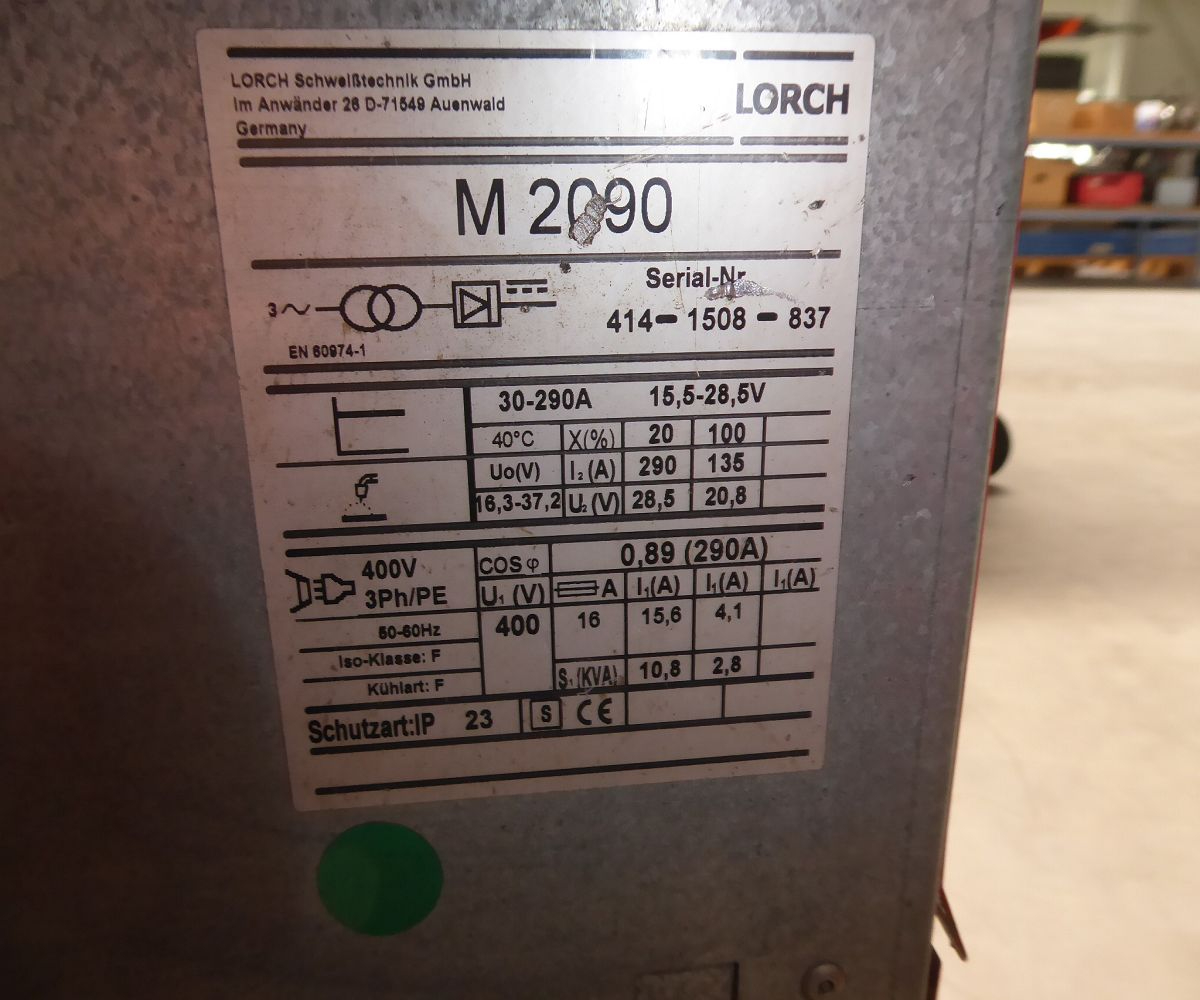 LORCH Schweißtechnik GmbH
Im Anwänder 26 D-71549 Auenwald
Germany
LORCH
M 2090
3~
EN 60974-1
Serial-Nr
414-1508-837
30-290A 15,5-28,5V
40°C X(%) 20 100
Uo(V) I2(A) 290 135
16,3-37,2 U2(V) 28,5 20,8
400V
3Ph/PE
50-60Hz
Iso-Klasse: F
Kühlart: F
COS φ 0,89 (290A)
U1 (V) A I1(A) I1(A) I1(A)
400 16 15,6 4,1
S1(KVA) 10,8 2,8
Schutzart:IP 23 S CE